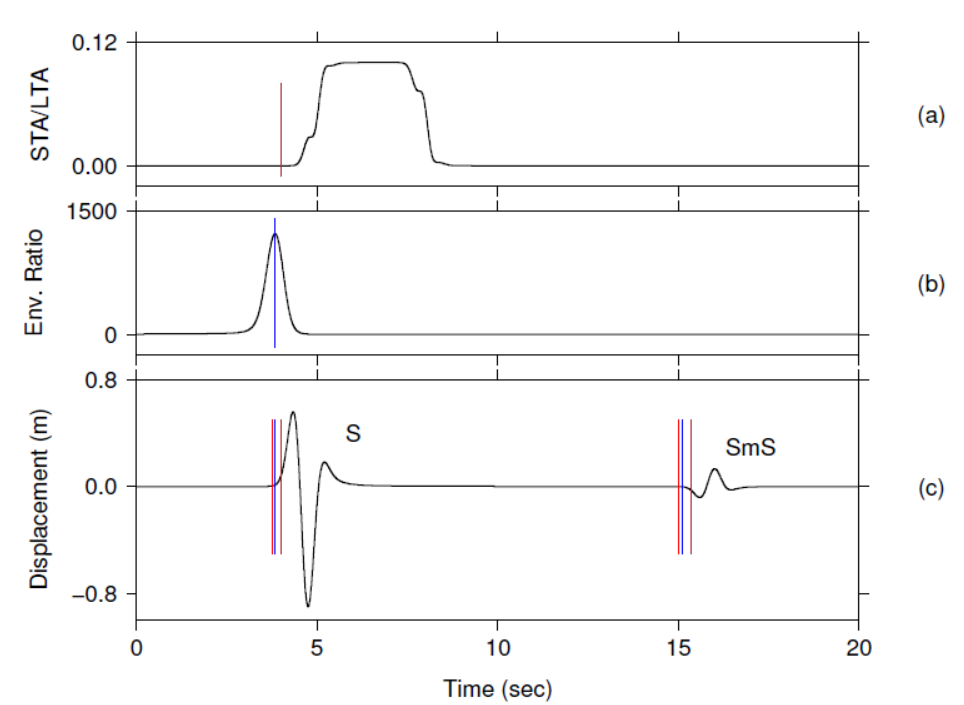 0.12
STA/LTA
0.00
(a)
1500
Env. Ratio
0
(b)
0.8
Displacement (m)
0.0
−0.8
S
SmS
(c)
0 5 10 15 20
Time (sec)